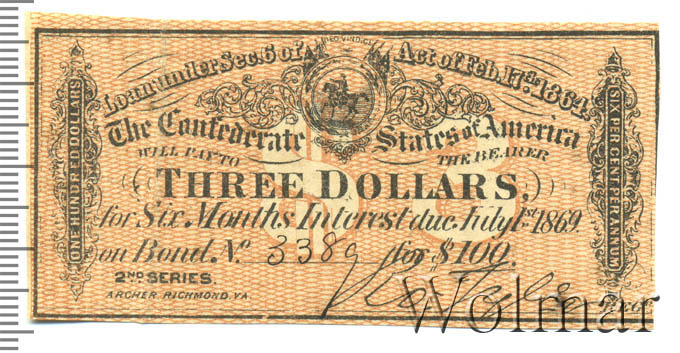 Loan under Sec. 6 of Act of Feb. 17th 1864.
DEO VINDICE
The Confederate States of America
WILL PAY TO THE BEARER
THREE DOLLARS,
for Six Months Interest due July 1st 1869.
on Bond No 3389 for $100.
2ND SERIES.
ARCHER RICHMOND. VA
ONE HUNDRED DOLLARS
SIX PER CENT PER ANNUM
Wolmar